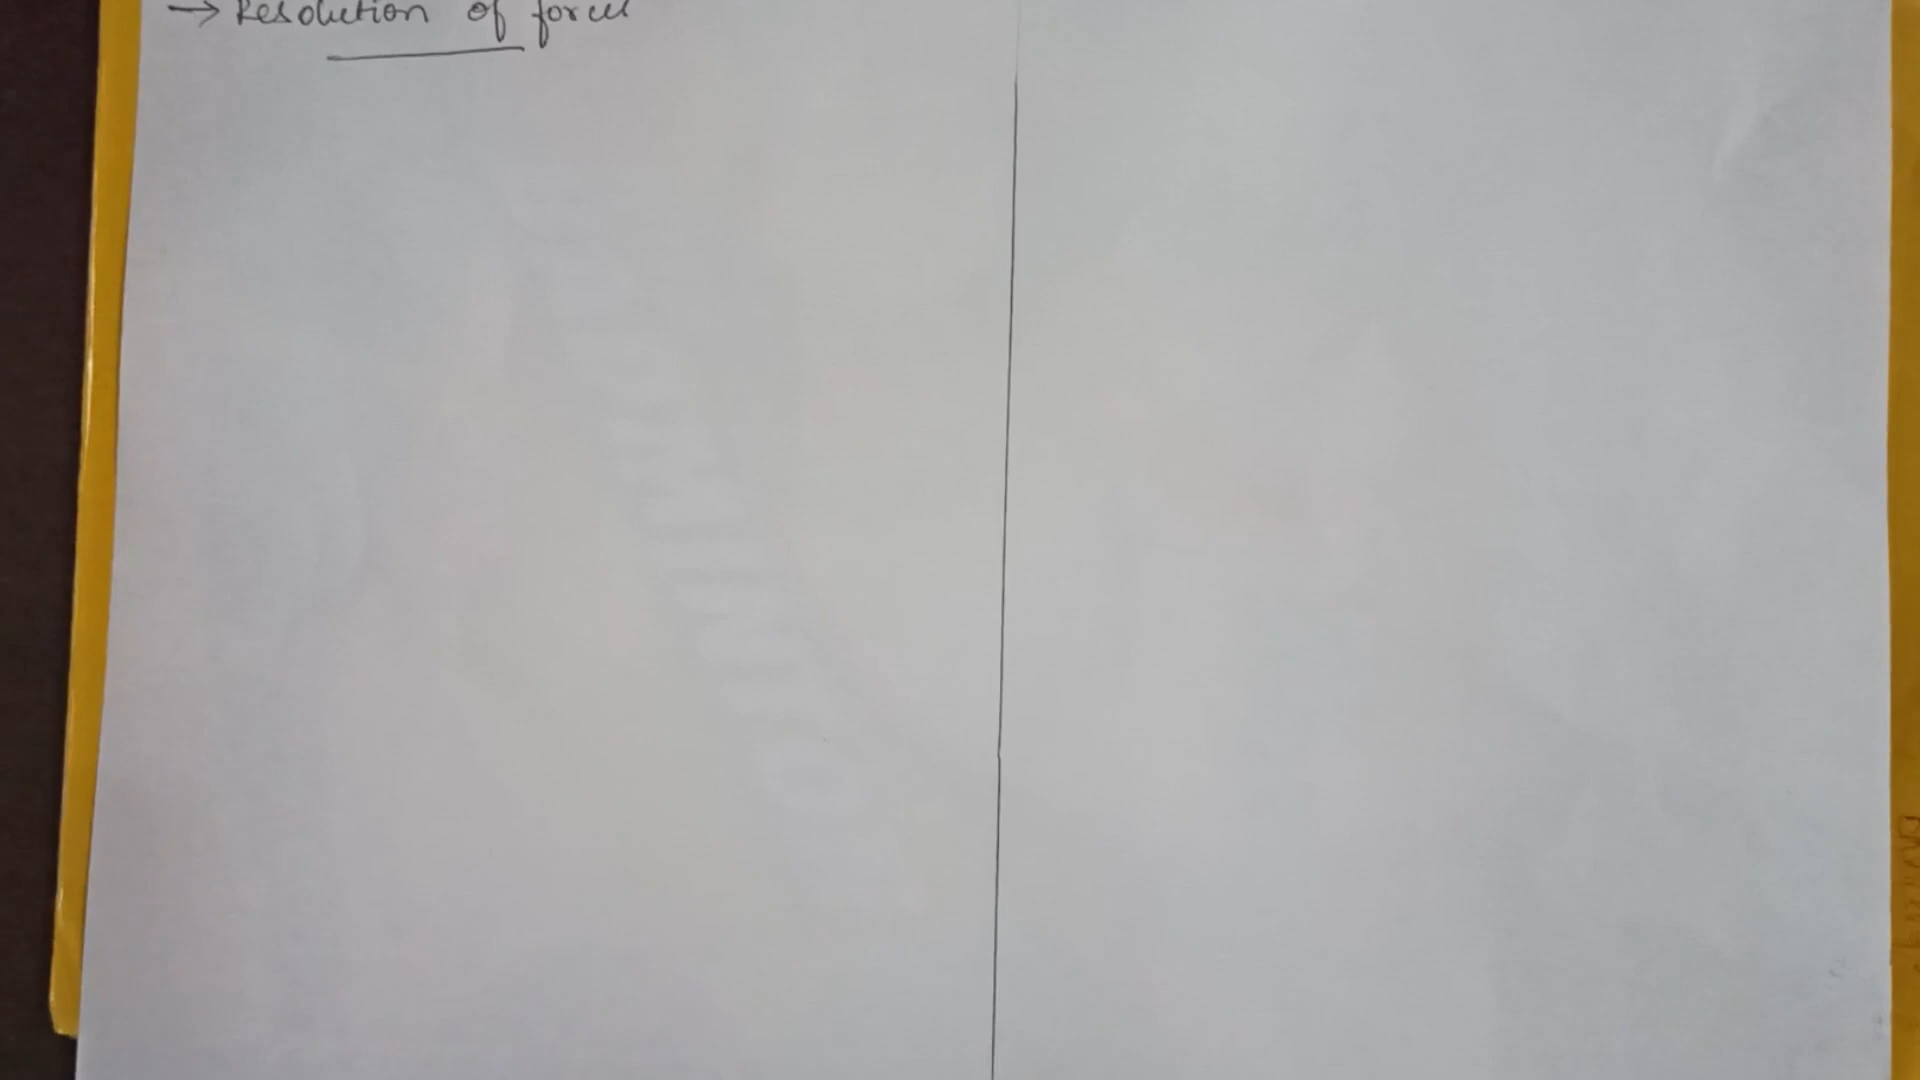 → Resolution of forces